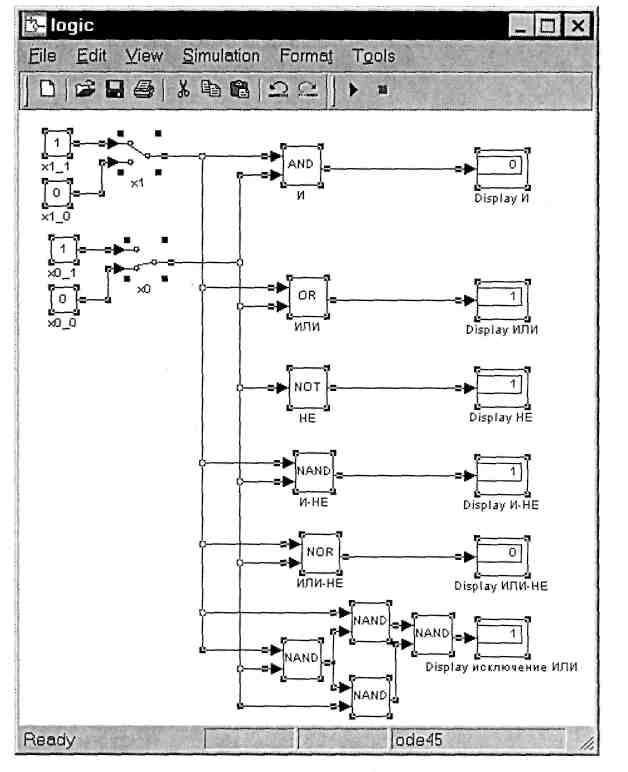 logic
File Edit View Simulation Format Tools
1
x1_1
0
x1_0
x1
AND
И
0
Display И
1
x0_1
0
x0_0
x0
OR
ИЛИ
1
Display ИЛИ
NOT
НЕ
1
Display НЕ
NAND
И-НЕ
1
Display И-НЕ
NOR
ИЛИ-НЕ
0
Display ИЛИ-НЕ
NAND
NAND
NAND
NAND
1
Display исключение ИЛИ
Ready ode45